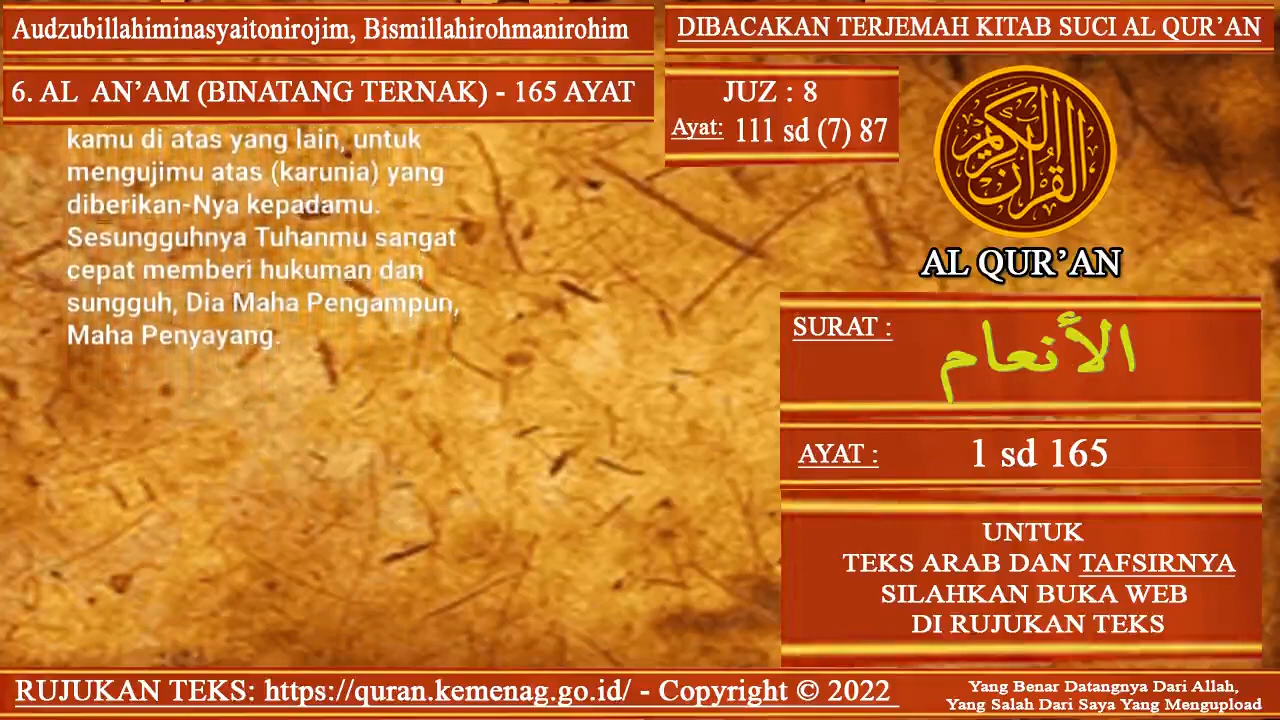 Audzubillahiminasyaitonirojim, Bismillahirohmanirohim
6. AL AN’AM (BINATANG TERNAK) - 165 AYAT
kamu di atas yang lain, untuk
mengujimu atas (karunia) yang
diberikan-Nya kepadamu.
Sesungguhnya Tuhanmu sangat
cepat memberi hukuman dan
sungguh, Dia Maha Pengampun,
Maha Penyayang.
DIBACAKAN TERJEMAH KITAB SUCI AL QUR’AN
JUZ : 8
Ayat: 111 sd (7) 87
القرآن الكريم
AL QUR’AN
SURAT :
الأنعام
AYAT : 1 sd 165
UNTUK
TEKS ARAB DAN TAFSIRNYA
SILAHKAN BUKA WEB
DI RUJUKAN TEKS
RUJUKAN TEKS: https://quran.kemenag.go.id/ - Copyright © 2022
Yang Benar Datangnya Dari Allah,
Yang Salah Dari Saya Yang Mengupload